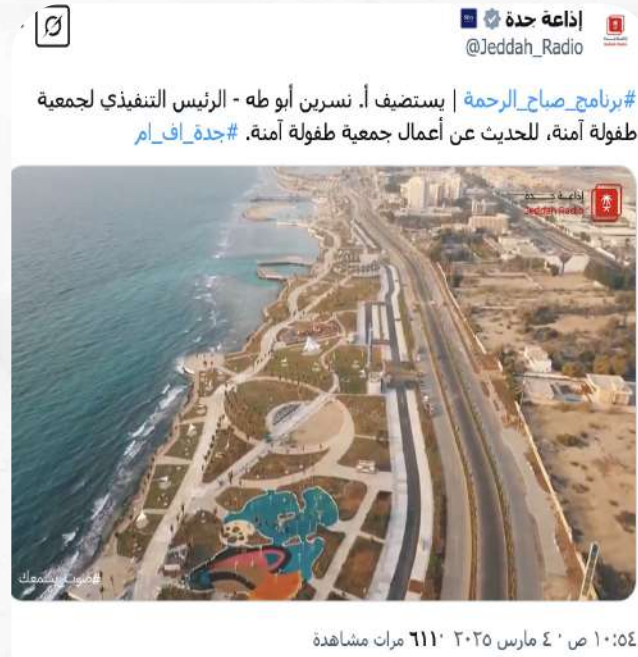 إذاعة جدة
@Jeddah_Radio
#برنامج_صباح_الرحمة | يستضيف أ. نسرين أبو طه - الرئيس التنفيذي لجمعية
طفولة آمنة، للحديث عن أعمال جمعية طفولة آمنة. #جدة_اف_ام
إذاعة جدة
Jeddah Radio
#صوت_يسمعك
١٠:٥٤ ص · ٤ مارس ٢٠٢٥ · ٦١١ مرات مشاهدة